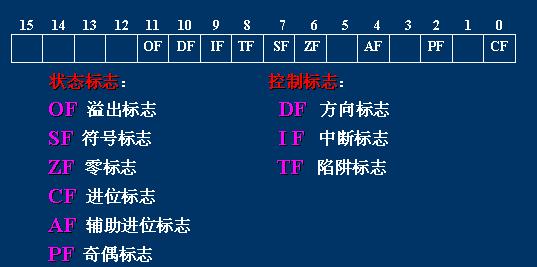 15 14 13 12 11 10 9 8 7 6 5 4 3 2 1 0
OF DF IF TF SF ZF AF PF CF
状态标志： 控制标志：
OF 溢出标志 DF 方向标志
SF 符号标志 I F 中断标志
ZF 零标志 TF 陷阱标志
CF 进位标志
AF 辅助进位标志
PF 奇偶标志